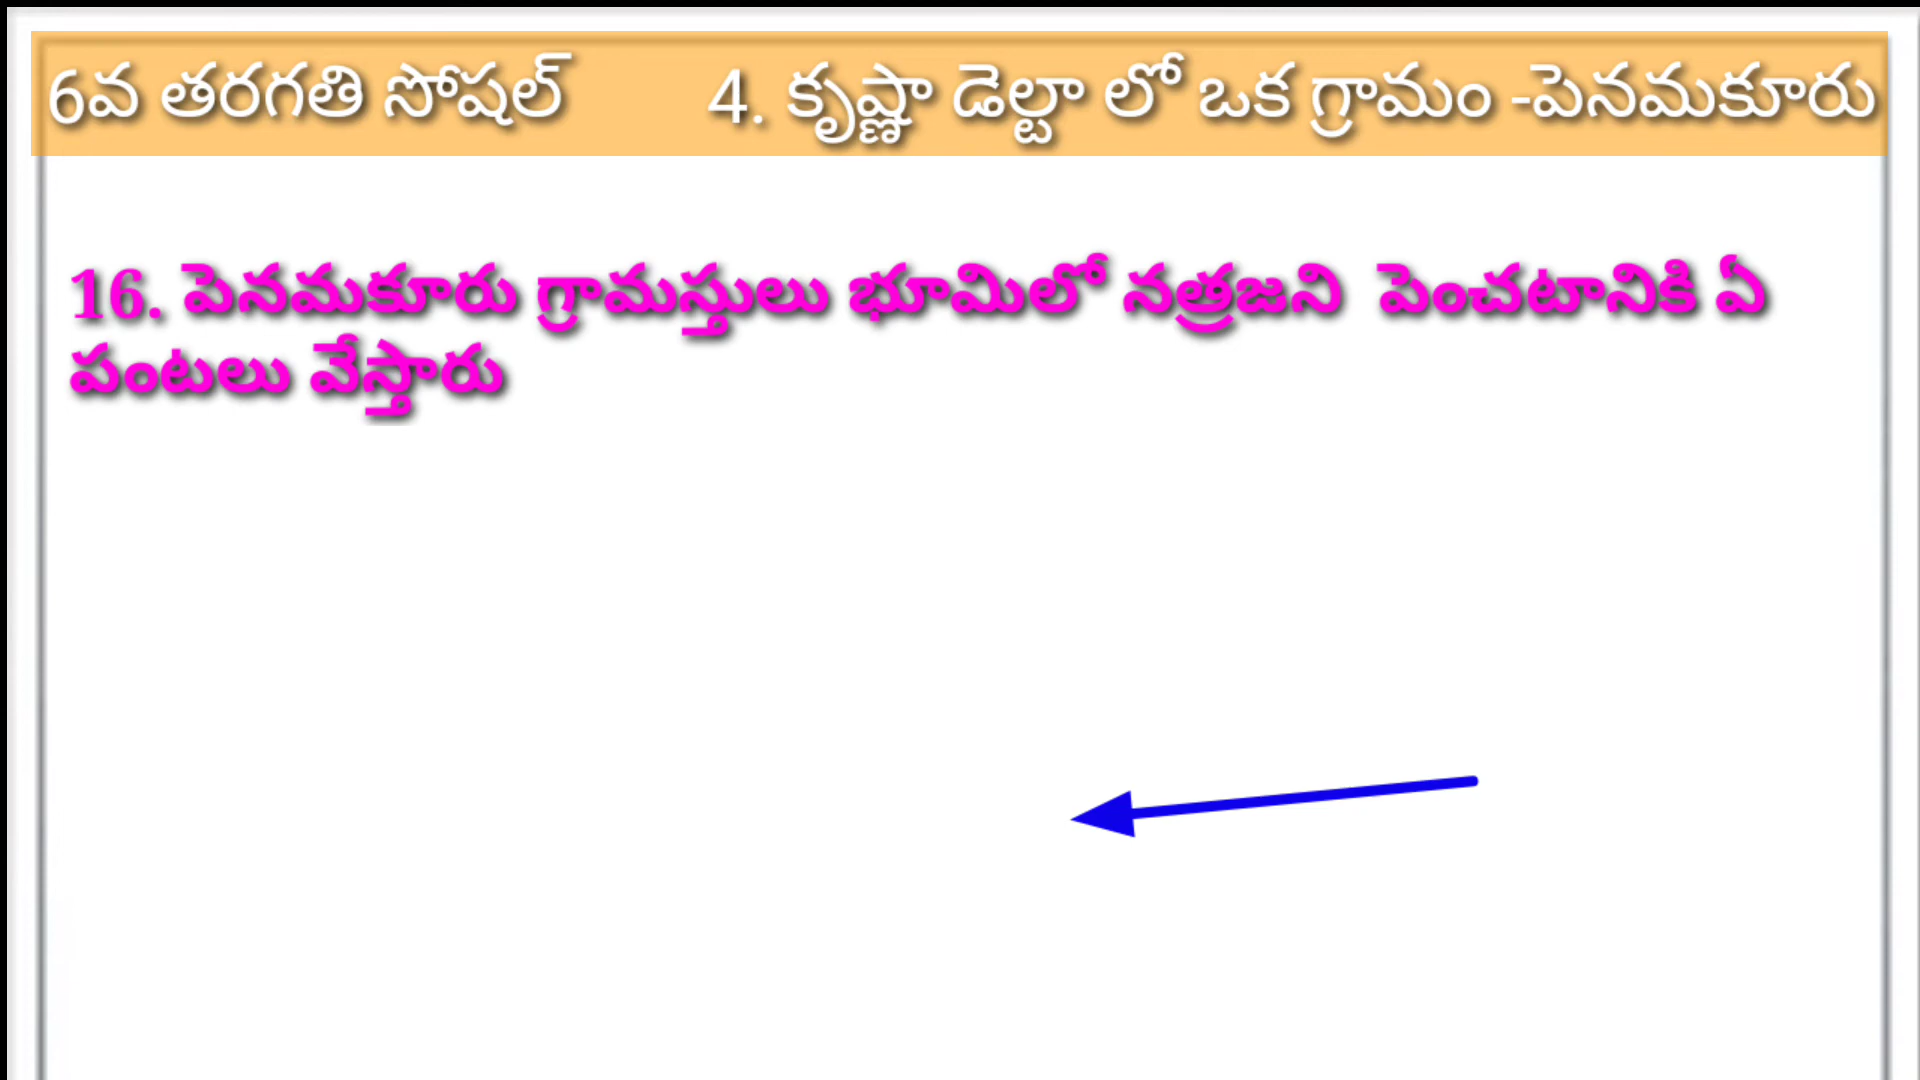 6వ తరగతి సోషల్ 4. కృష్ణా డెల్టా లో ఒక గ్రామం -పెనమకూరు
16. పెనమకూరు గ్రామస్తులు భూమిలో నత్రజని పెంచటానికి ఏ
పంటలు వేస్తారు